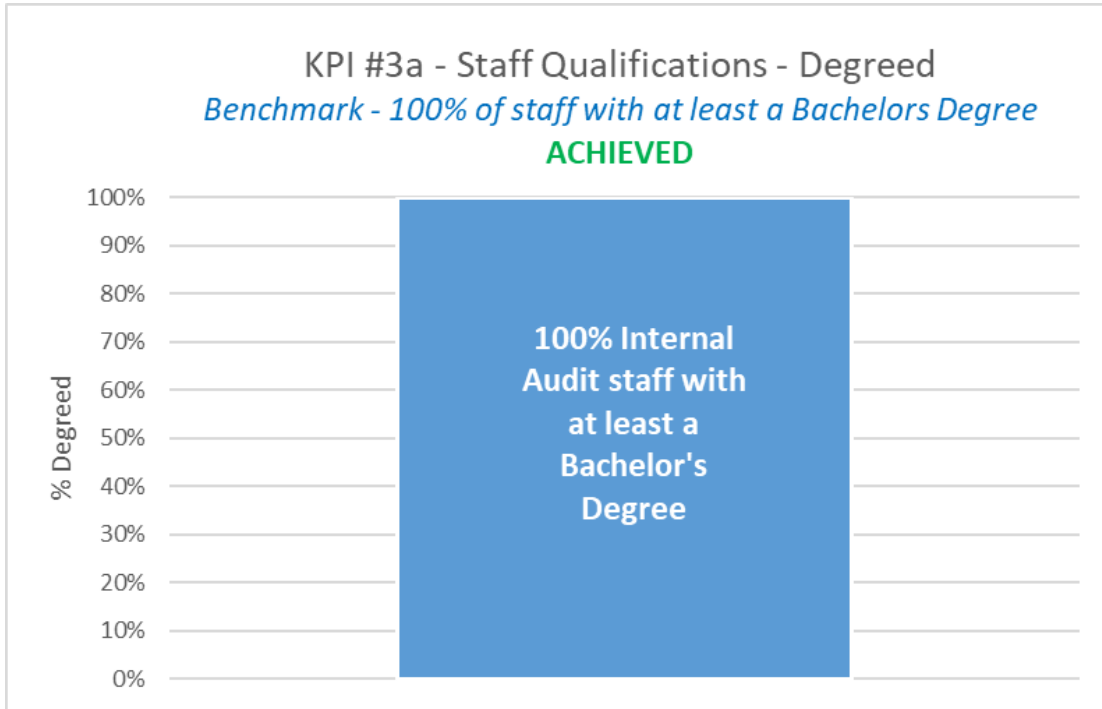 KPI #3a - Staff Qualifications - Degreed
Benchmark - 100% of staff with at least a Bachelors Degree
ACHIEVED
100%
90%
80%
70%
60%
50%
40%
30%
20%
10%
0%
% Degreed
100% Internal
Audit staff with
at least a
Bachelor's
Degree